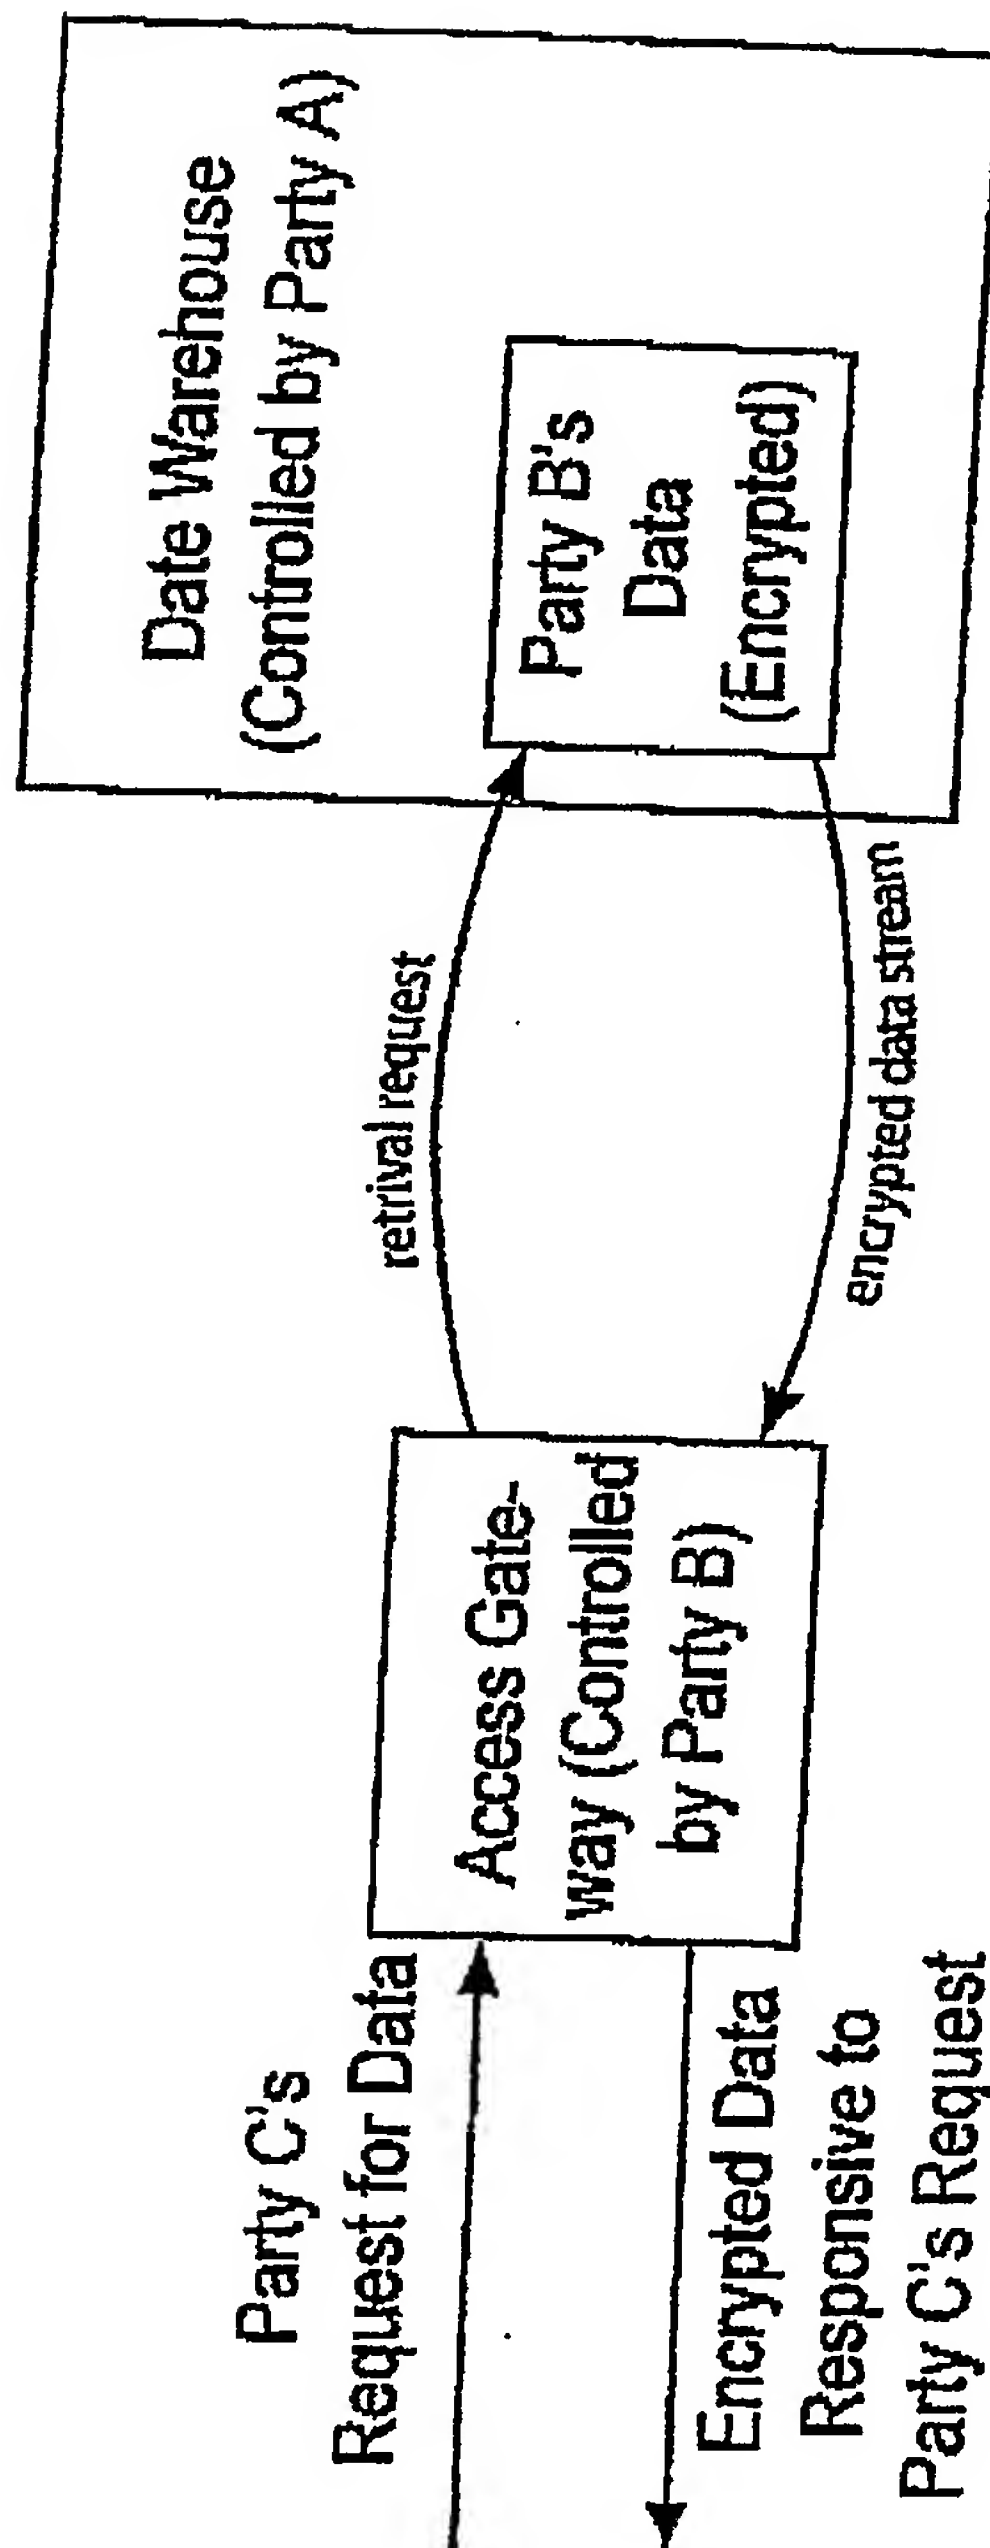 Party C's
Request for Data
Encrypted Data
Responsive to
Party C's Request
Access Gate-
way (Controlled
by Party B)
retrival request
encrypted data stream
Date Warehouse
(Controlled by Party A)
Party B's
Data
(Encrypted)